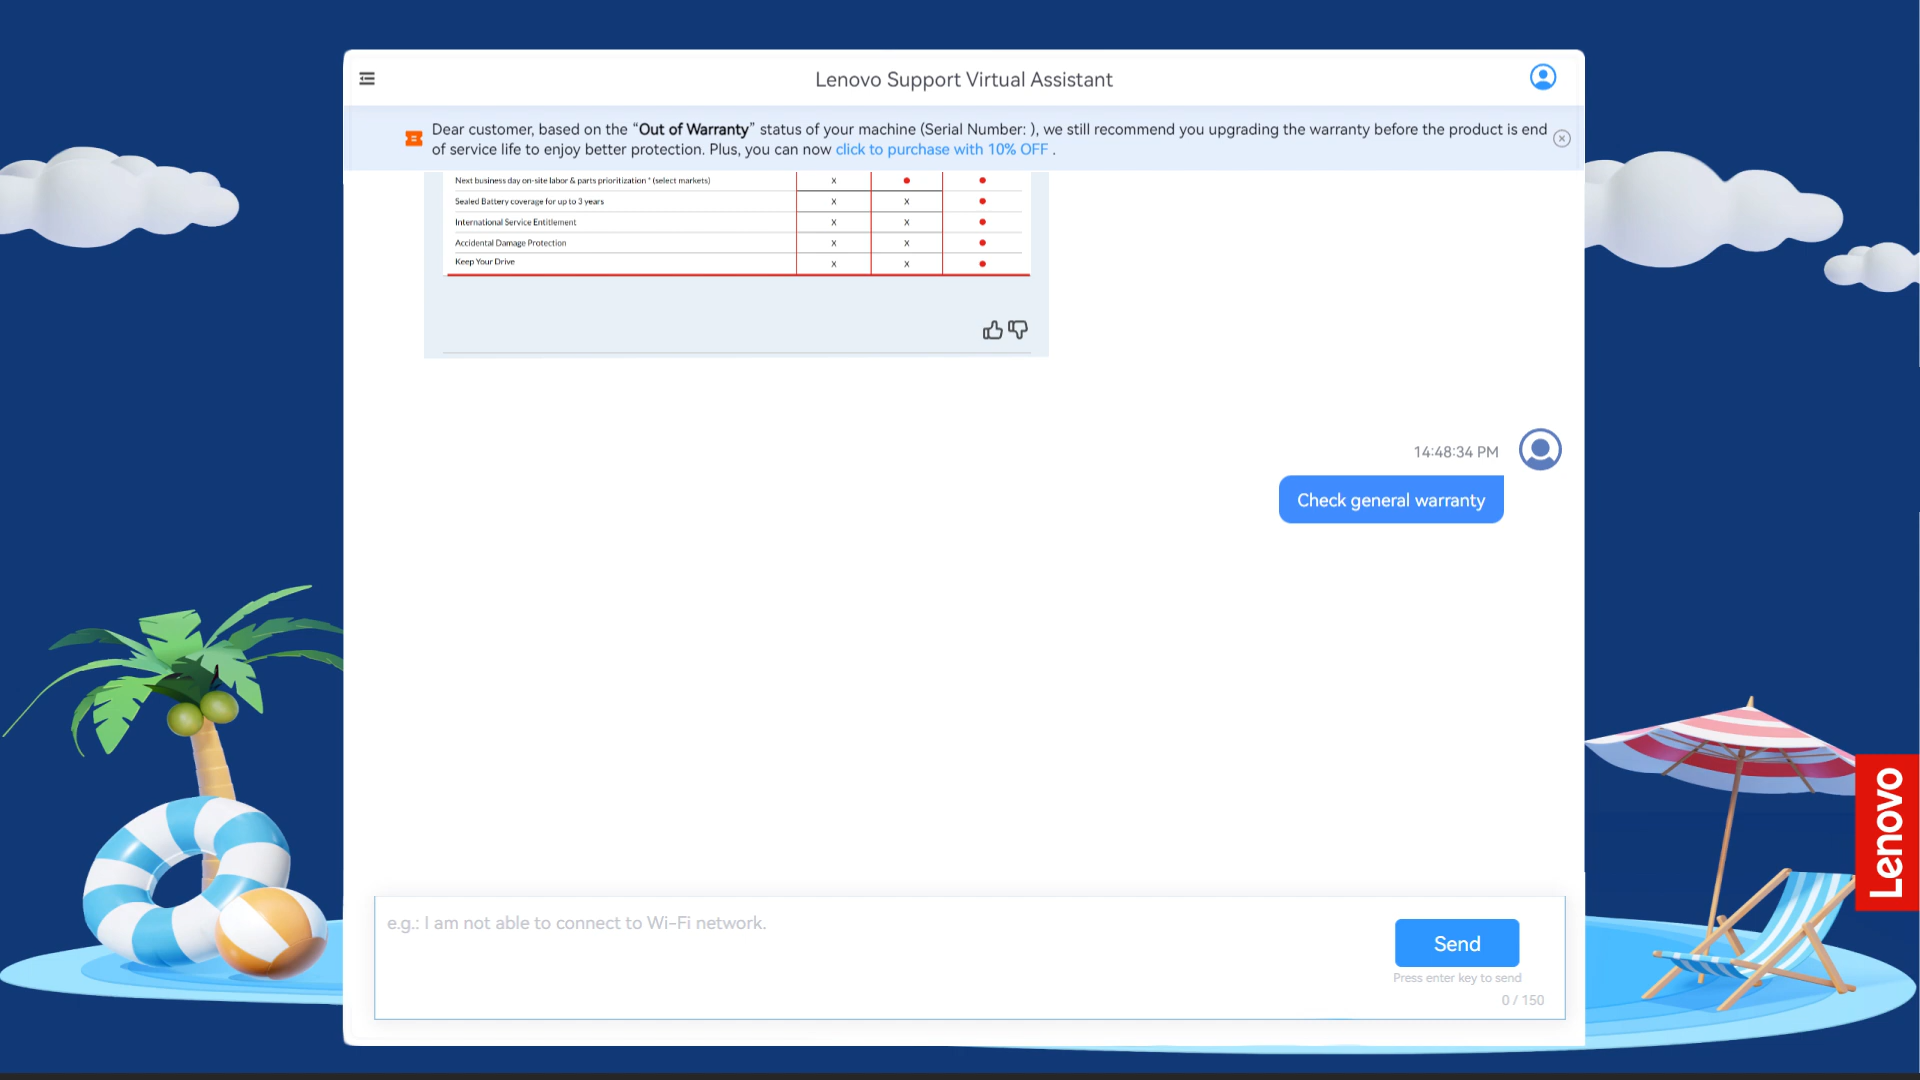 Lenovo Support Virtual Assistant
Dear customer, based on the “Out of Warranty” status of your machine (Serial Number: ), we still recommend you upgrading the warranty before the product is end
of service life to enjoy better protection. Plus, you can now click to purchase with 10% OFF .
Next business day on-site labor & parts prioritization * (select markets) X
Sealed Battery coverage for up to 3 years X X
International Service Entitlement X X
Accidental Damage Protection X X
Keep Your Drive X X
14:48:34 PM
Check general warranty
e.g.: I am not able to connect to Wi-Fi network.
Send
Press enter key to send
0 / 150
Lenovo